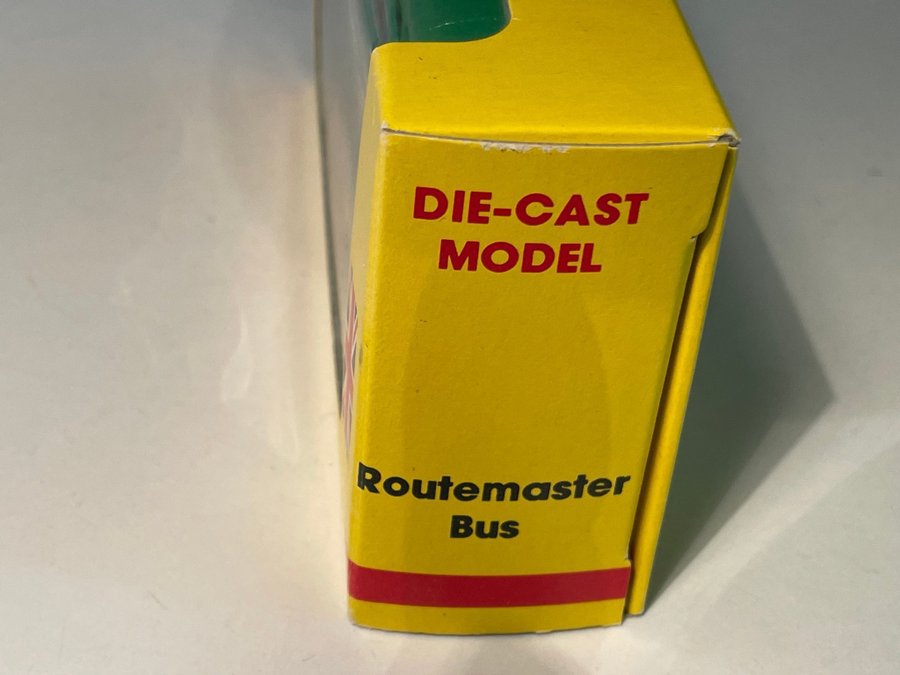 DIE-CAST
MODEL
Routemaster
Bus